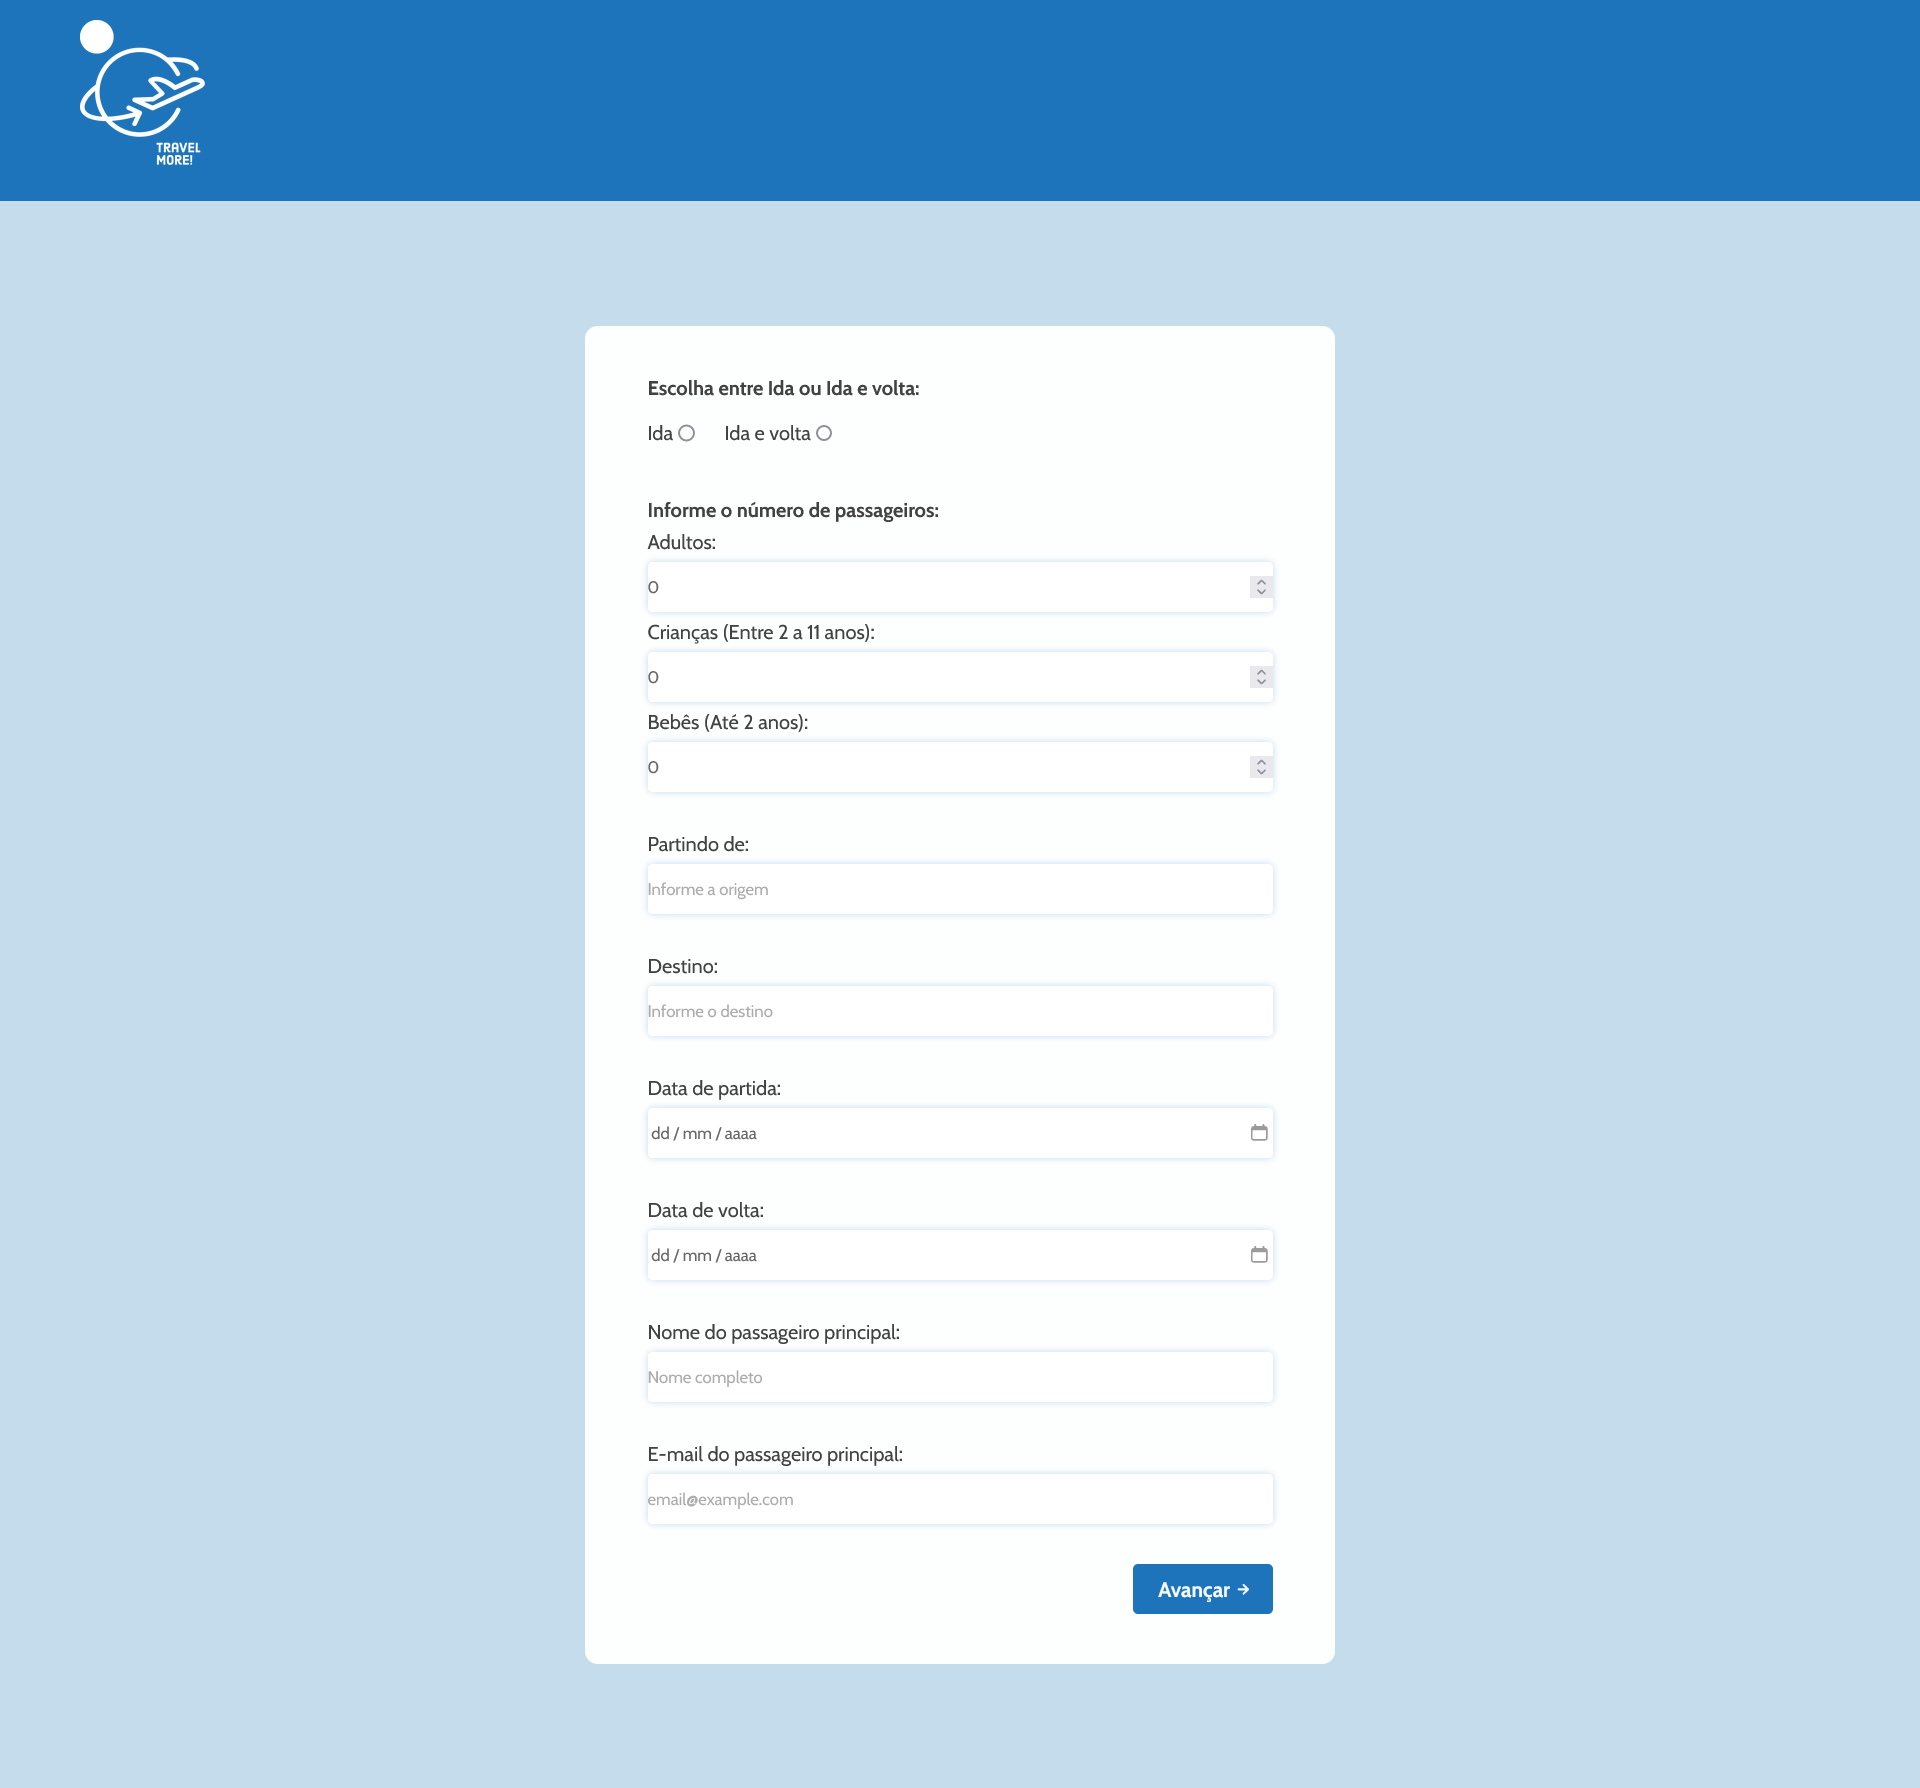 TRAVEL
MORE!
Escolha entre Ida ou Ida e volta:
Ida Ida e volta
Informe o número de passageiros:
Adultos:
0
Crianças (Entre 2 a 11 anos):
0
Bebês (Até 2 anos):
0
Partindo de:
Informe a origem
Destino:
Informe o destino
Data de partida:
dd / mm / aaaa
Data de volta:
dd / mm / aaaa
Nome do passageiro principal:
Nome completo
E-mail do passageiro principal:
email@example.com
Avançar →